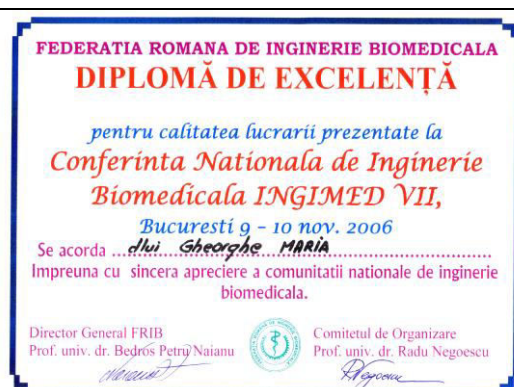 FEDERATIA ROMANA DE INGINERIE BIOMEDICALA
DIPLOMĂ DE EXCELENȚĂ
pentru calitatea lucrarii prezentate la
Conferinta Nationala de Inginerie
Biomedicala INGIMED VII,
Bucuresti 9 - 10 nov. 2006
Se acorda ...dlui Gheorghe MARIA...
Impreuna cu sincera apreciere a comunitatii nationale de inginerie
biomedicala.
Director General FRIB
Prof. univ. dr. Bedros Petru Naianu
Comitetul de Organizare
Prof. univ. dr. Radu Negoescu